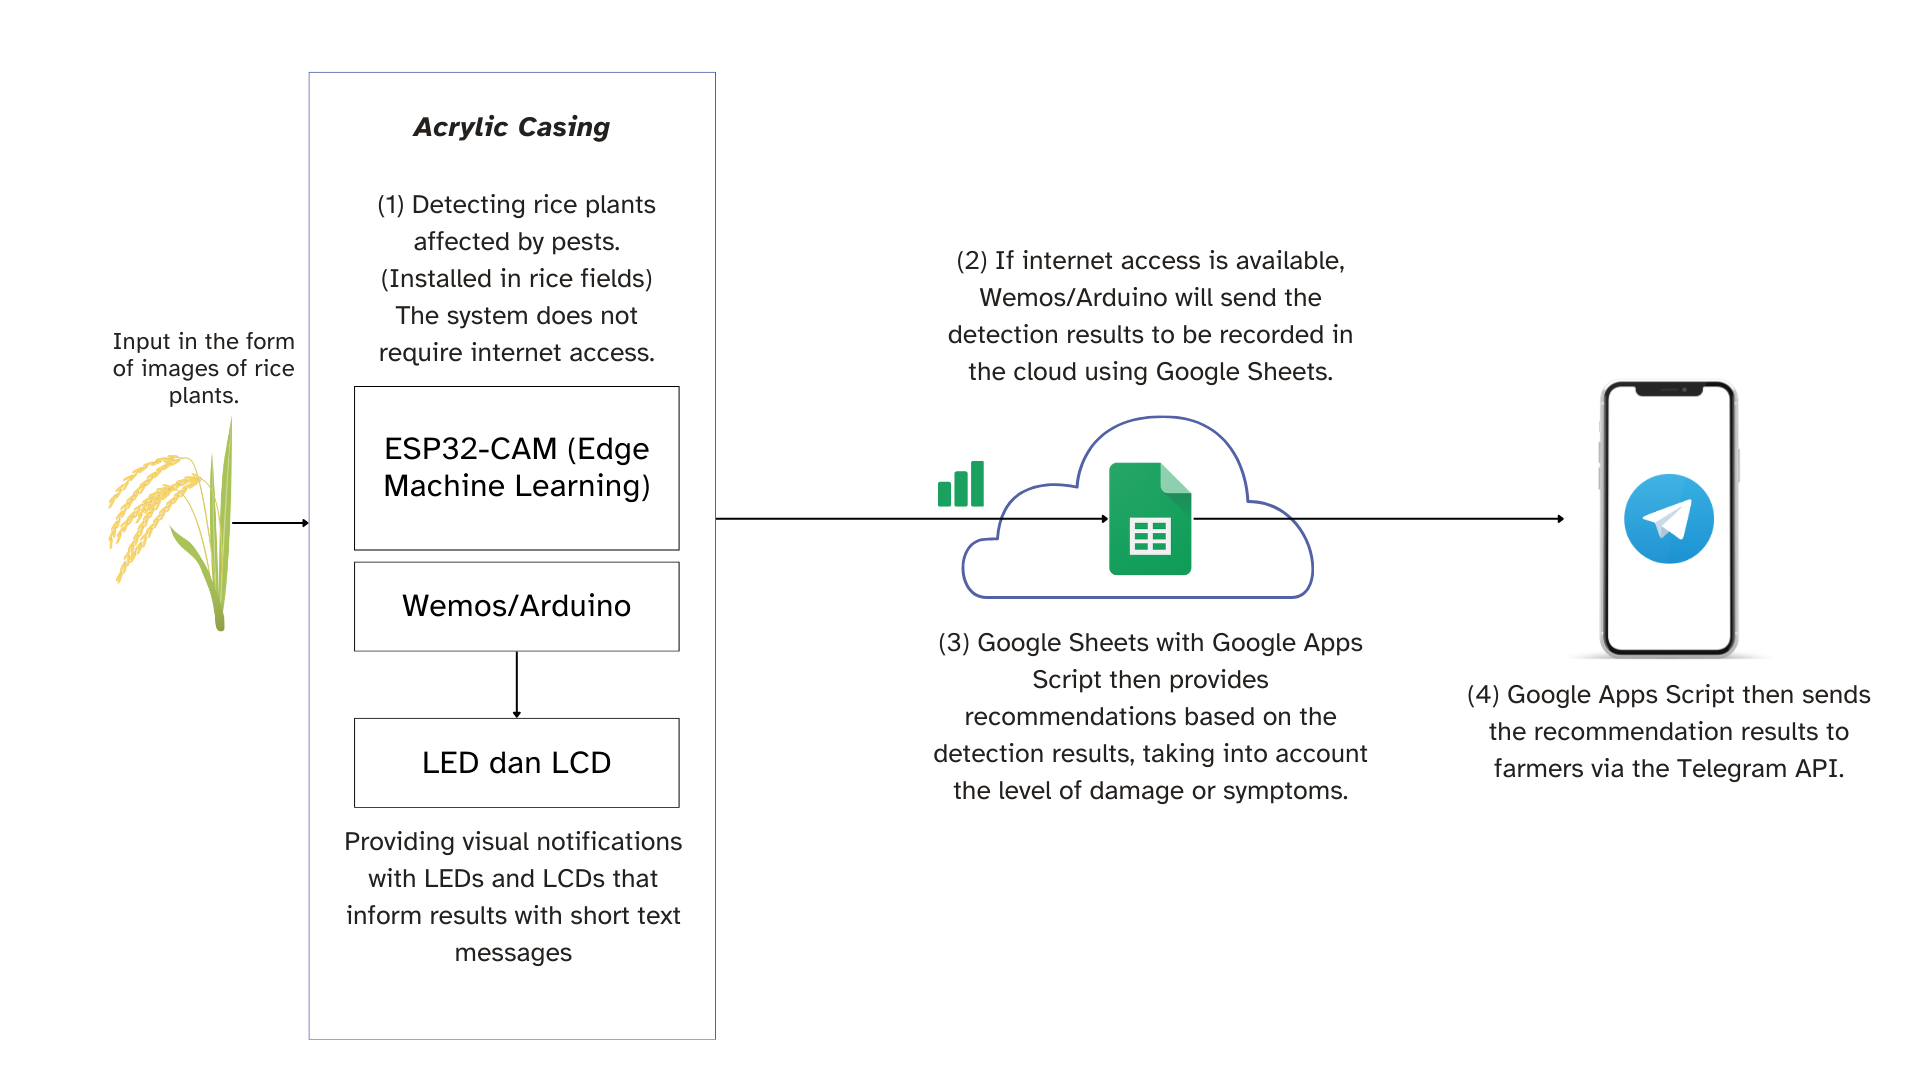 Input in the form
of images of rice
plants.
Acrylic Casing
(1) Detecting rice plants
affected by pests.
(Installed in rice fields)
The system does not
require internet access.
ESP32-CAM (Edge
Machine Learning)
Wemos/Arduino
LED dan LCD
Providing visual notifications
with LEDs and LCDs that
inform results with short text
messages
(2) If internet access is available,
Wemos/Arduino will send the
detection results to be recorded in
the cloud using Google Sheets.
(3) Google Sheets with Google Apps
Script then provides
recommendations based on the
detection results, taking into account
the level of damage or symptoms.
(4) Google Apps Script then sends
the recommendation results to
farmers via the Telegram API.